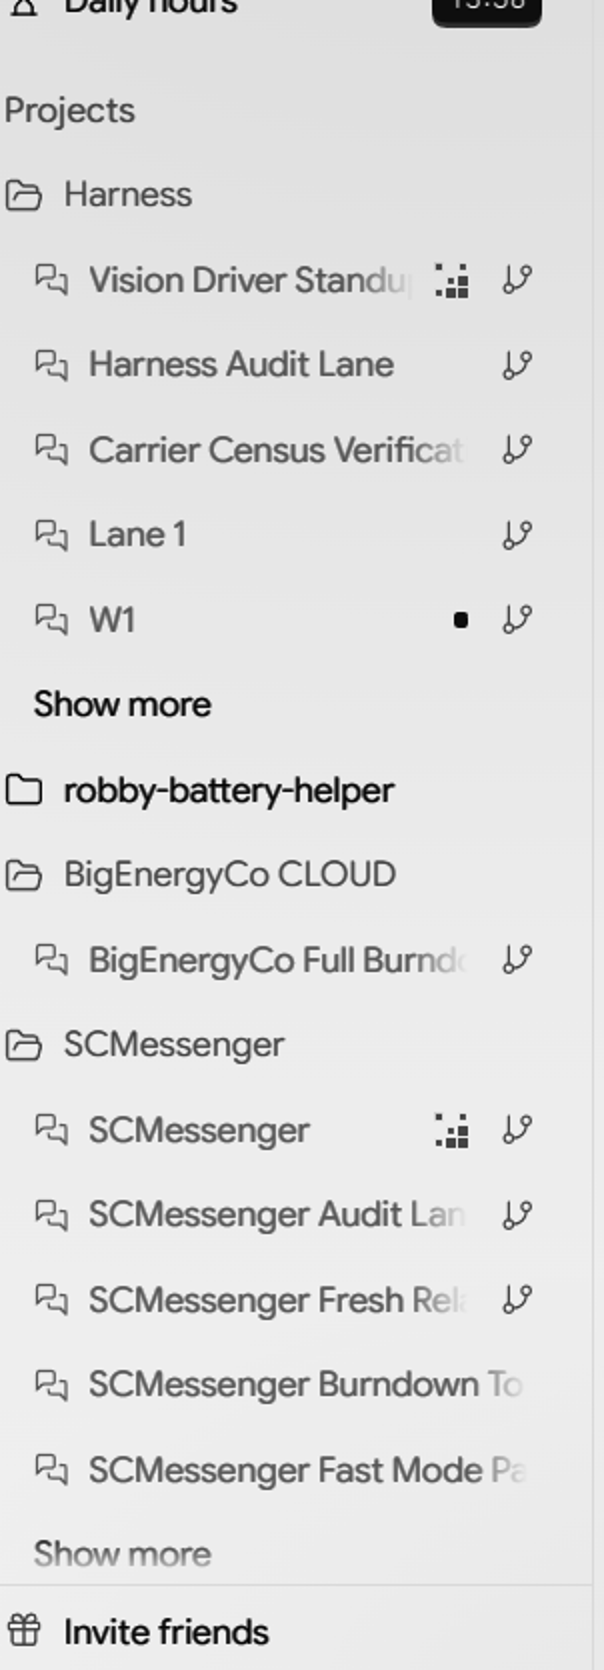 Daily hours
Projects
Harness
Vision Driver Standu
Harness Audit Lane
Carrier Census Verificat
Lane 1
W1
Show more
robby-battery-helper
BigEnergyCo CLOUD
BigEnergyCo Full Burndo
SCMessenger
SCMessenger
SCMessenger Audit Lan
SCMessenger Fresh Rela
SCMessenger Burndown To
SCMessenger Fast Mode Pa
Show more
Invite friends